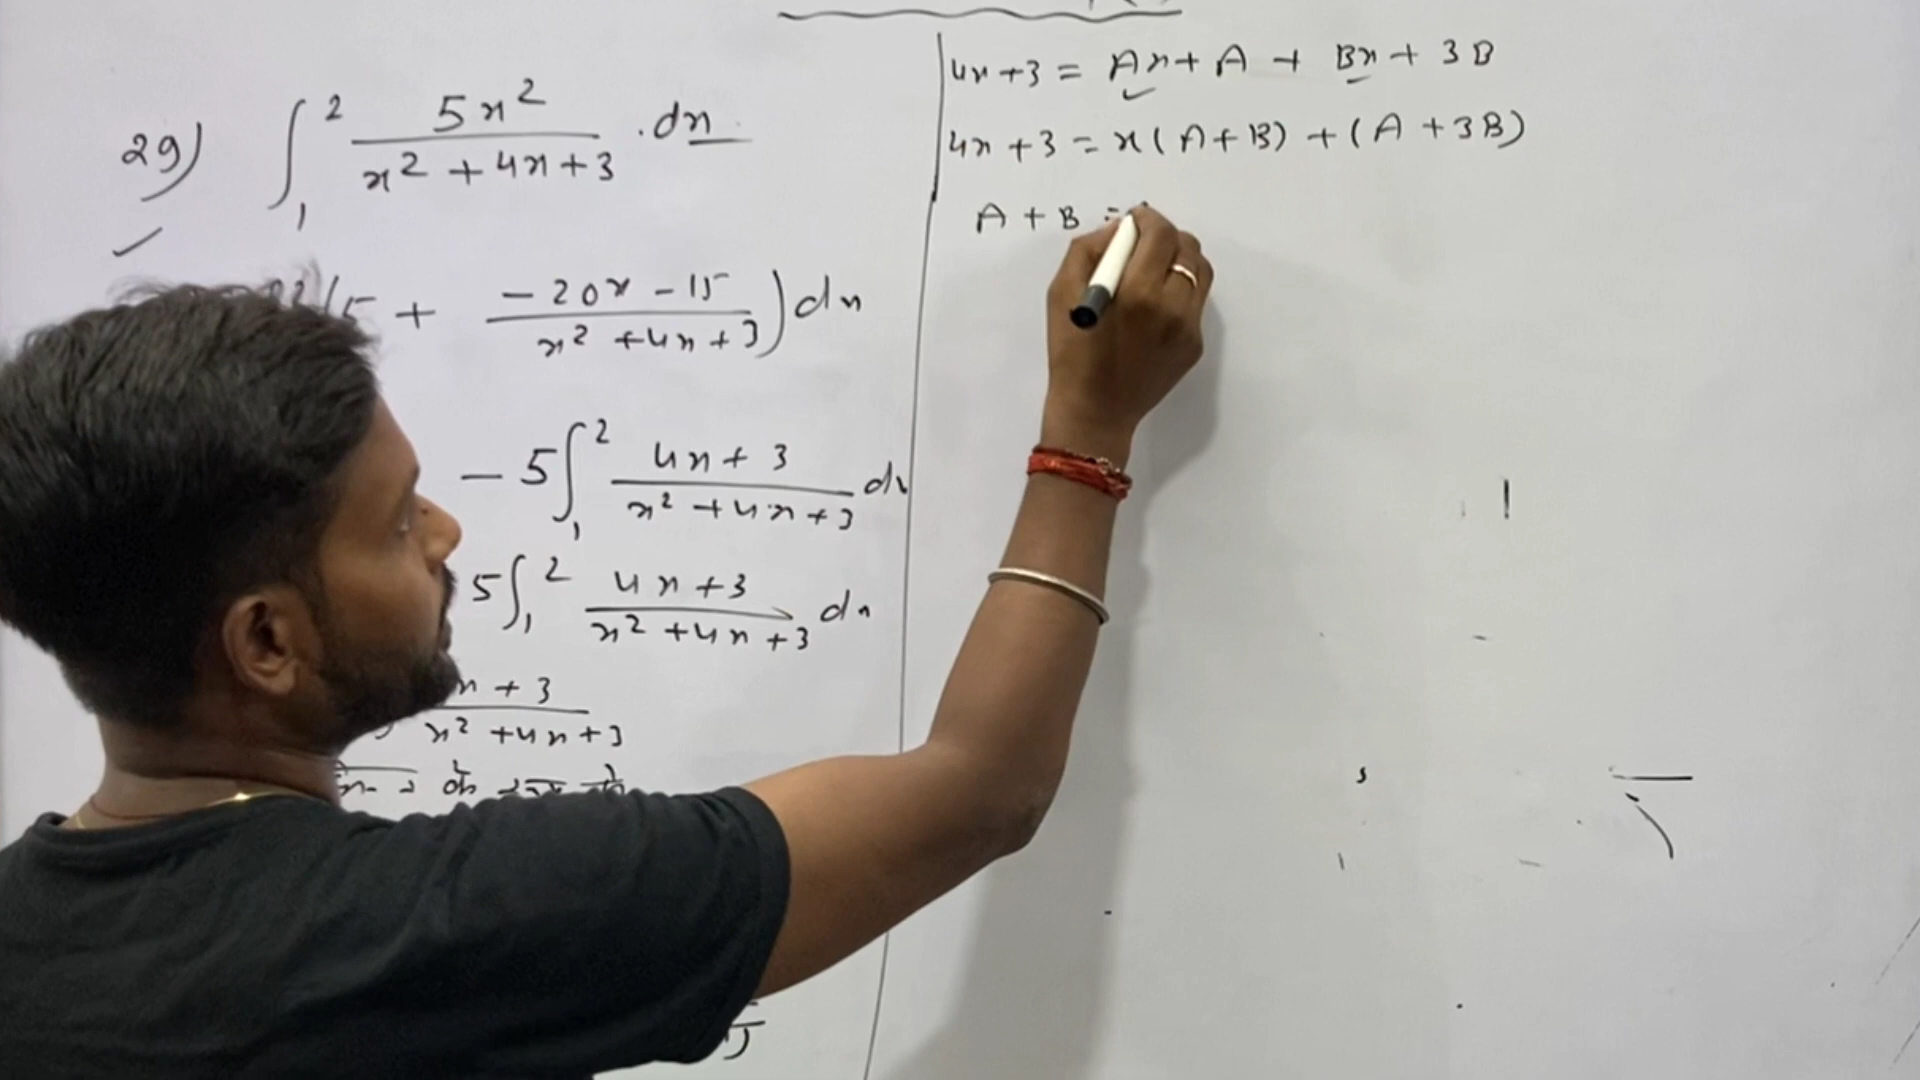 29) ∫₁² 5x² / (x² + 4x + 3) . dx
5 + (-20x - 15) / (x² + 4x + 3)) dx
- 5 ∫₁² (4x + 3) / (x² + 4x + 3) dx
5 ∫₁² (4x + 3) / (x² + 4x + 3) dx
x + 3 / (x² + 4x + 3)
4x + 3 = Ax + A + Bx + 3B
4x + 3 = x(A + B) + (A + 3B)
A + B =